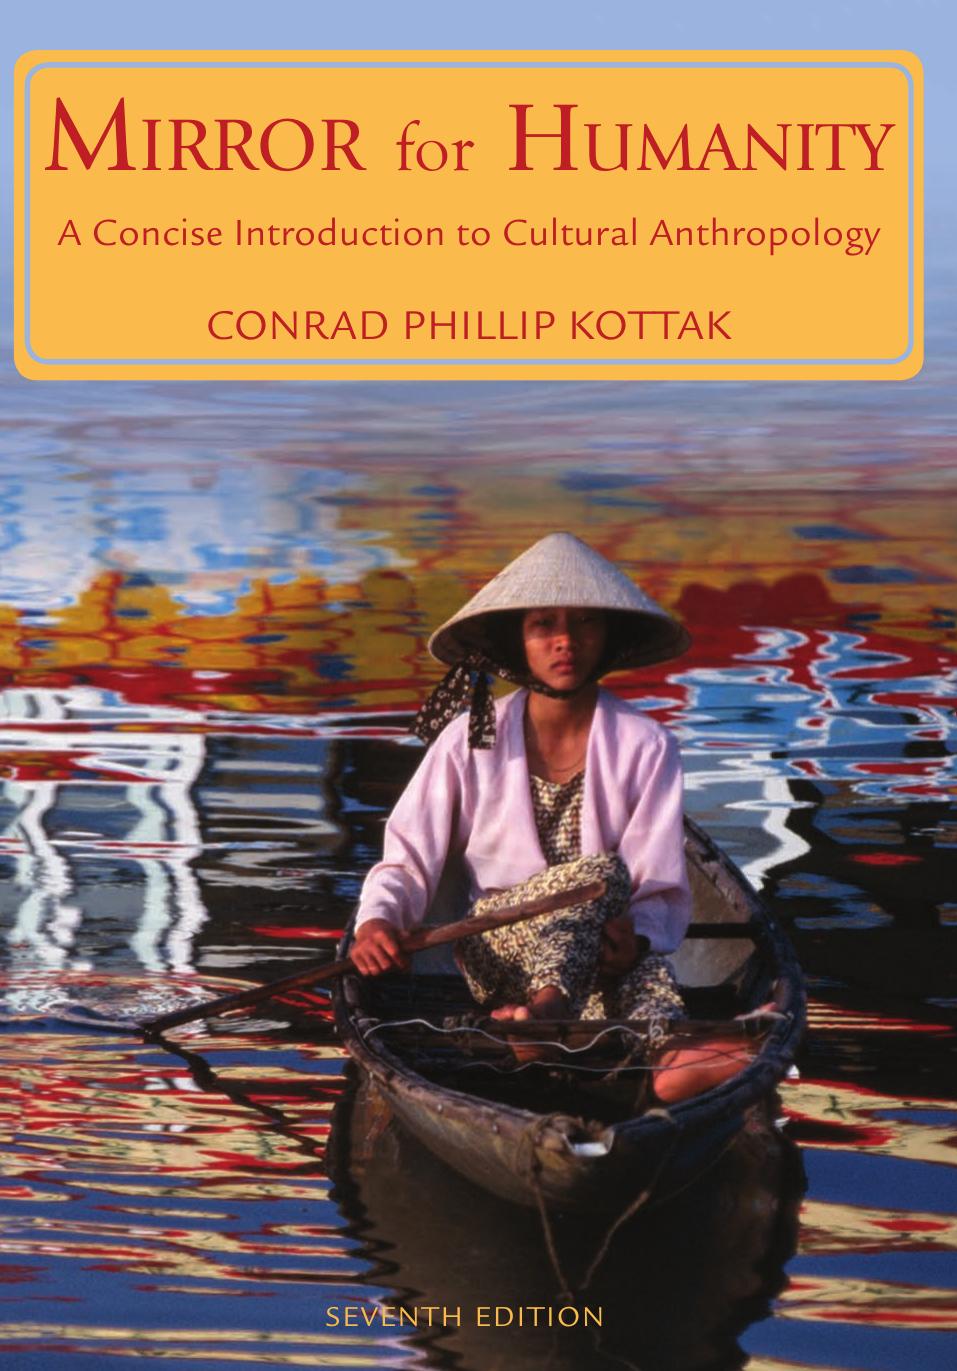 MIRROR for HUMANITY
A Concise Introduction to Cultural Anthropology
CONRAD PHILLIP KOTTAK
SEVENTH EDITION